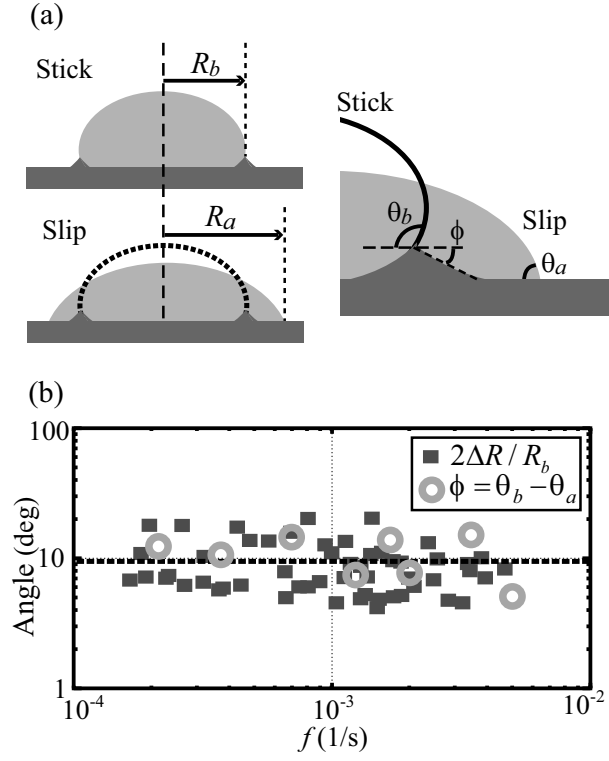 (a)
Stick
R_b
Slip
R_a
Stick
θ_b
ϕ
Slip
θ_a
(b)
100
10
1
Angle (deg)
2ΔR / R_b
ϕ = θ_b − θ_a
10^-4
10^-3
10^-2
f (1/s)